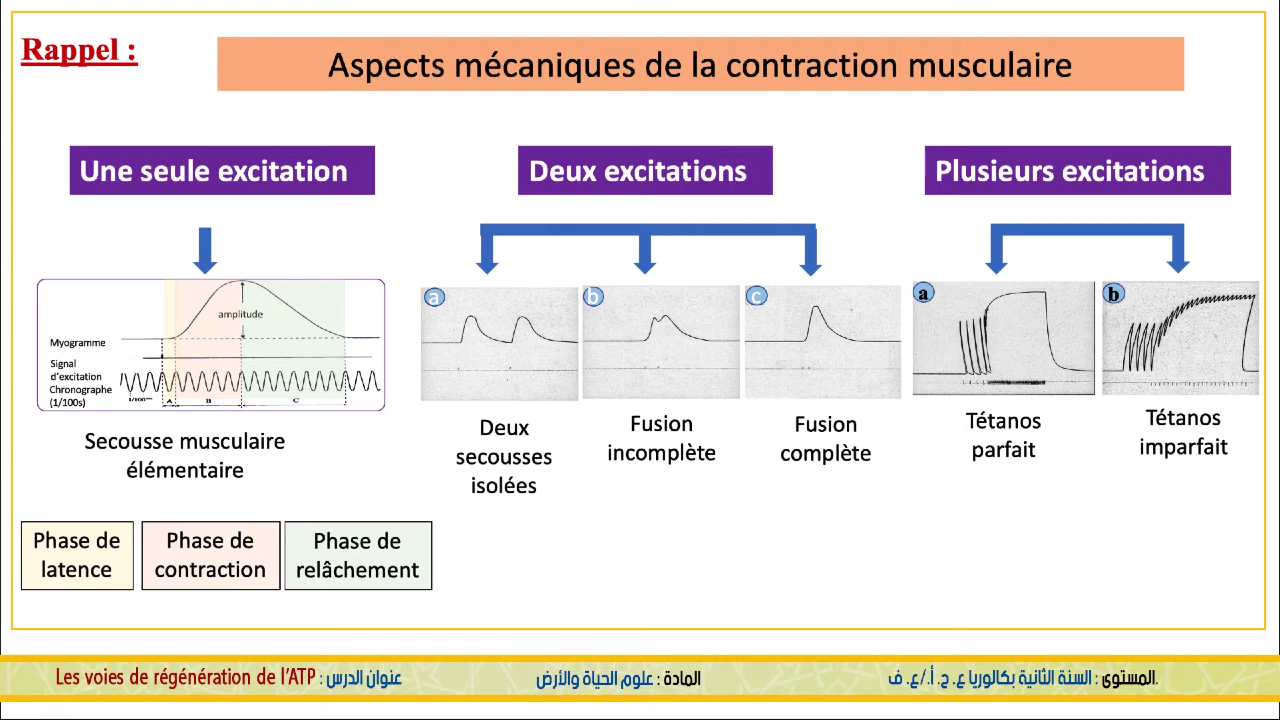 Rappel :
Aspects mécaniques de la contraction musculaire
Une seule excitation
Deux excitations
Plusieurs excitations
amplitude
Myogramme
Signal
d'excitation
Chronographe
(1/100s)
1/100
A
B
C
a
b
c
a
b
Secousse musculaire
élémentaire
Deux
secousses
isolées
Fusion
incomplète
Fusion
complète
Tétanos
parfait
Tétanos
imparfait
Phase de
latence
Phase de
contraction
Phase de
relâchement
عنوان الدرس : Les voies de régénération de l'ATP
المادة : علوم الحياة والأرض
المستوى : السنة الثانية بكالوريا ع. ح. أ./ع. ف.